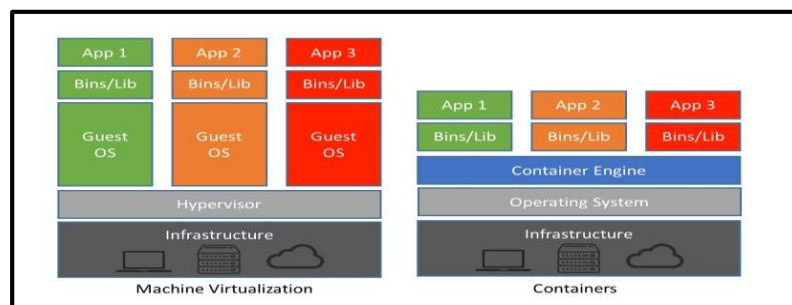 App 1 App 2 App 3
Bins/Lib Bins/Lib Bins/Lib
Guest OS Guest OS Guest OS
Hypervisor
Infrastructure
Machine Virtualization
App 1 App 2 App 3
Bins/Lib Bins/Lib Bins/Lib
Container Engine
Operating System
Infrastructure
Containers